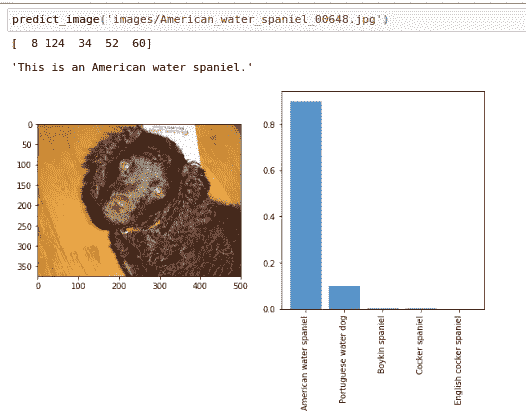 predict_image('images/American_water_spaniel_00648.jpg')
[  8 124  34  52  60]
'This is an American water spaniel.'
0
50
100
150
200
250
300
350
0 100 200 300 400 500
0.8
0.6
0.4
0.2
0.0
American water spaniel
Portuguese water dog
Boykin spaniel
Cocker spaniel
English cocker spaniel